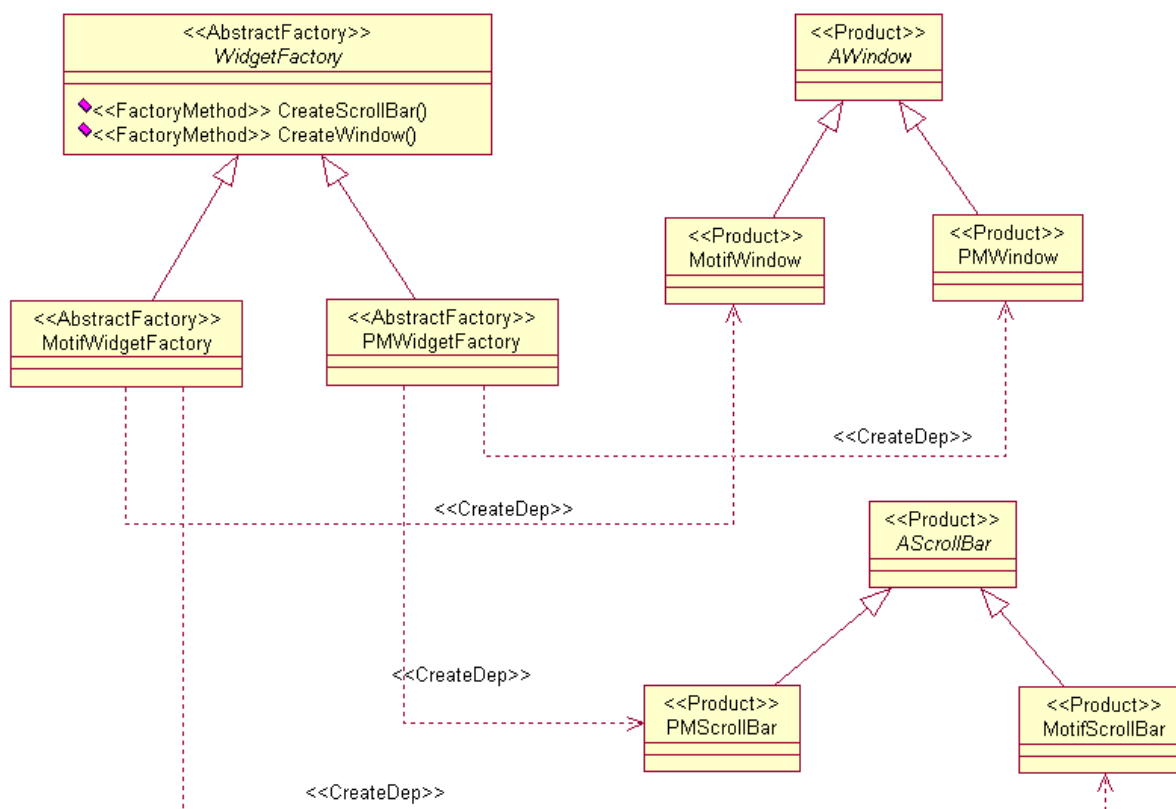 <<AbstractFactory>>
WidgetFactory
<<FactoryMethod>> CreateScrollBar()
<<FactoryMethod>> CreateWindow()
<<Product>>
AWindow
<<Product>>
MotifWindow
<<Product>>
PMWindow
<<AbstractFactory>>
MotifWidgetFactory
<<AbstractFactory>>
PMWidgetFactory
<<CreateDep>>
<<CreateDep>>
<<Product>>
AScrollBar
<<CreateDep>>
<<Product>>
PMScrollBar
<<Product>>
MotifScrollBar
<<CreateDep>>